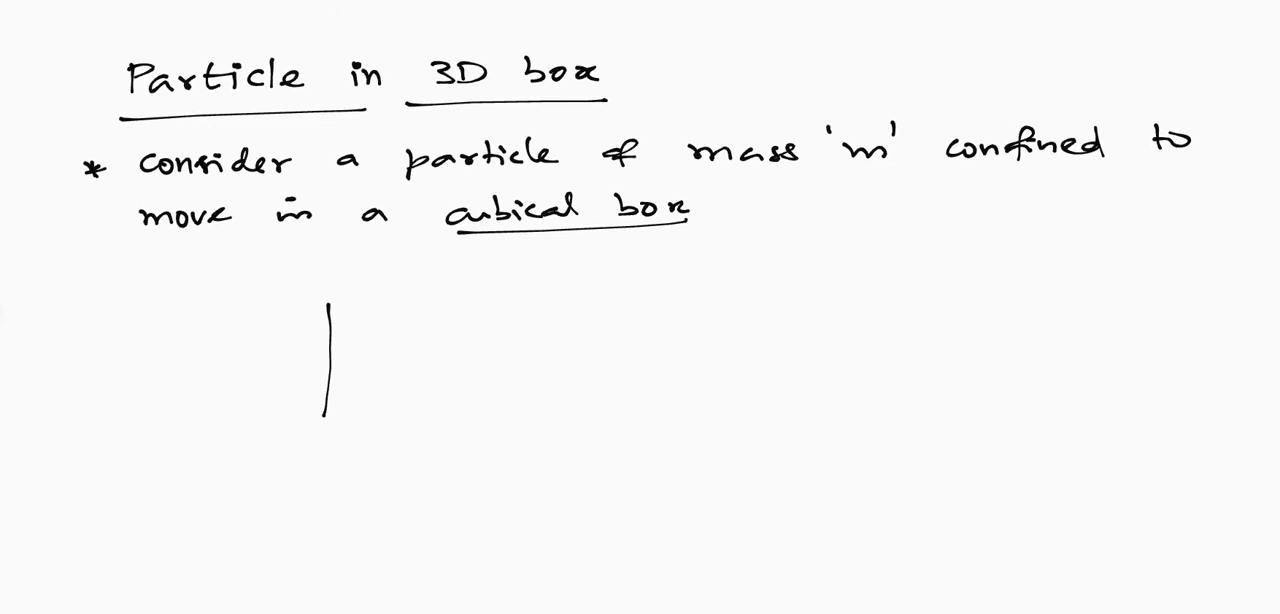 Particle in 3D box
* consider a particle of mass 'm' confined to
move in a cubical box